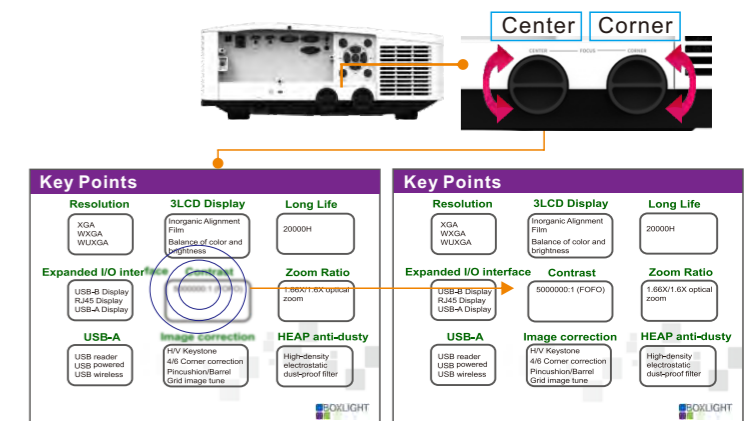 Center Corner
CENTER FOCUS CORNER
Key Points
Resolution 3LCD Display Long Life
XGA
WXGA
WUXGA
Inorganic Alignment
Film
Balance of color and
brightness
20000H
Expanded I/O interface Contrast Zoom Ratio
USB-B Display
RJ45 Display
USB-A Display
5000000:1 (FOFO)
1.66X/1.6X optical
zoom
USB-A Image correction HEAP anti-dusty
USB reader
USB powered
USB wireless
H/V Keystone
4/6 Corner correction
Pincushion/Barrel
Grid image tune
High-density
electrostatic
dust-proof filter
BOXLIGHT
Key Points
Resolution 3LCD Display Long Life
XGA
WXGA
WUXGA
Inorganic Alignment
Film
Balance of color and
brightness
20000H
Expanded I/O interface Contrast Zoom Ratio
USB-B Display
RJ45 Display
USB-A Display
5000000:1 (FOFO)
1.66X/1.6X optical
zoom
USB-A Image correction HEAP anti-dusty
USB reader
USB powered
USB wireless
H/V Keystone
4/6 Corner correction
Pincushion/Barrel
Grid image tune
High-density
electrostatic
dust-proof filter
BOXLIGHT